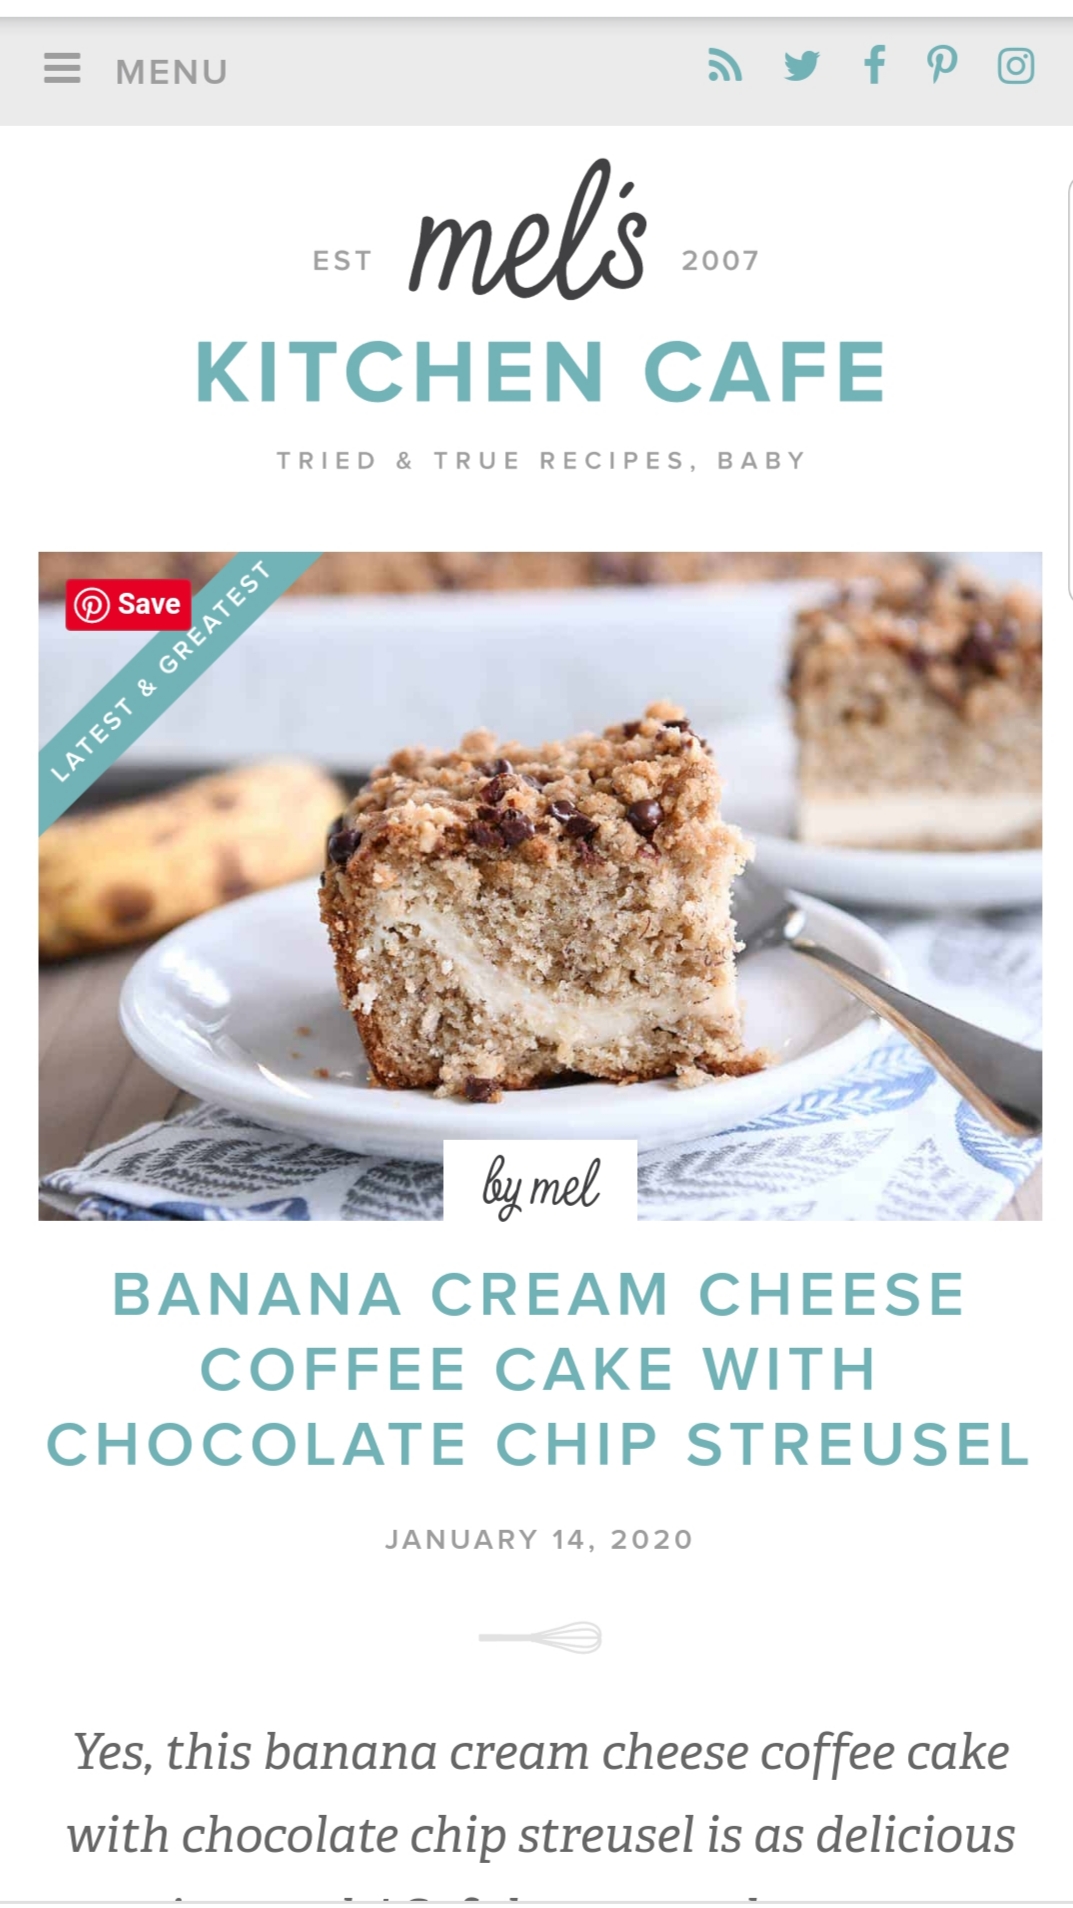 MENU
EST mel's 2007
KITCHEN CAFE
TRIED & TRUE RECIPES, BABY
Save
LATEST & GREATEST
by mel
BANANA CREAM CHEESE
COFFEE CAKE WITH
CHOCOLATE CHIP STREUSEL
JANUARY 14, 2020
Yes, this banana cream cheese coffee cake
with chocolate chip streusel is as delicious